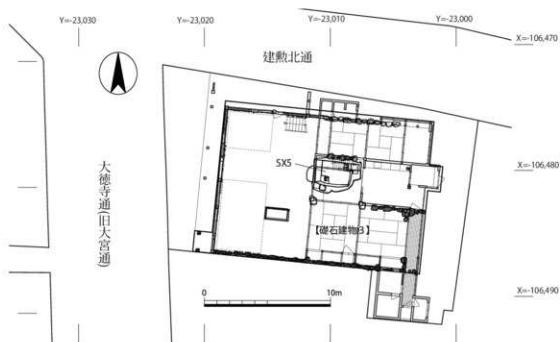 Y=-23,030
Y=-23,020
Y=-23,010
Y=-23,000
X=-106,470
建勲北通
X=-106,480
SX5
大徳寺通(旧大宮通)
【礎石建物3】
0
10m
X=-106,490